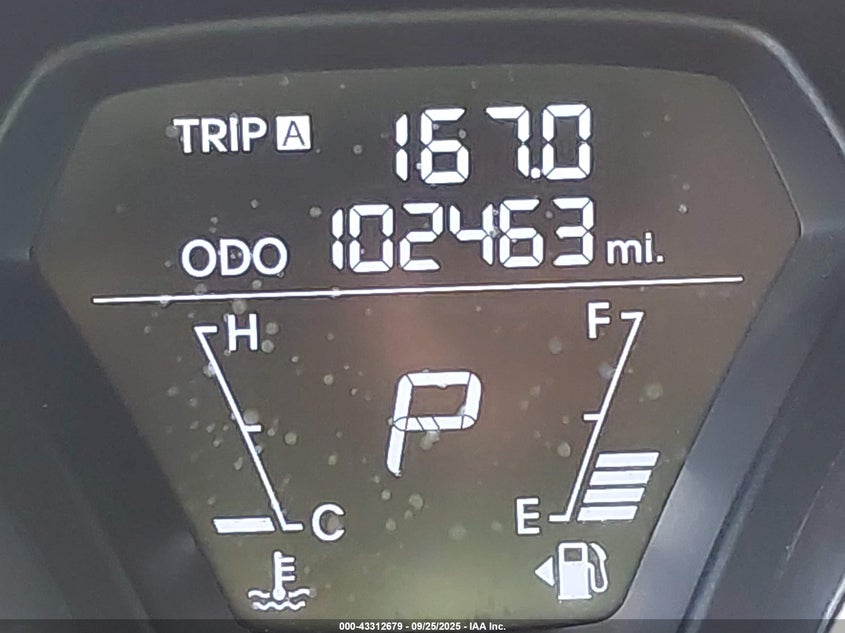 TRIP A 167.0
ODO 102463 mi.
H F
P
C E
000-43312679 - 09/25/2025 - IAA Inc.